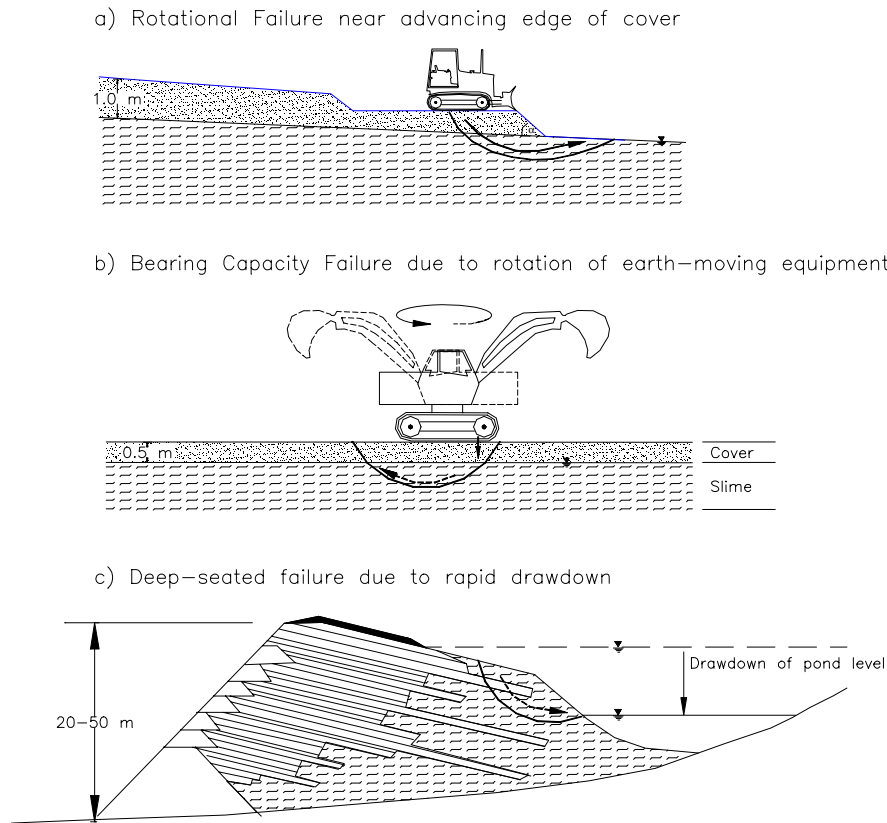 a) Rotational Failure near advancing edge of cover
1.0 m
b) Bearing Capacity Failure due to rotation of earth-moving equipment
0.5 m
Cover
Slime
c) Deep-seated failure due to rapid drawdown
Drawdown of pond level
20-50 m